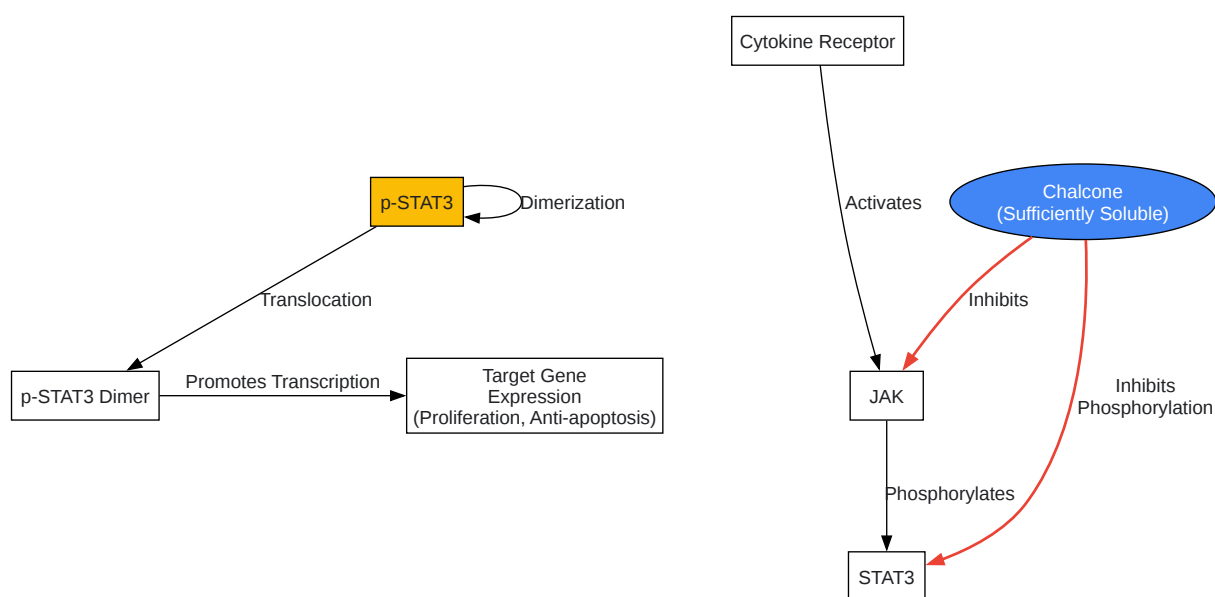 Cytokine Receptor
Chalcone
(Sufficiently Soluble)
p-STAT3
Dimerization
Activates
Translocation
Inhibits
p-STAT3 Dimer
Promotes Transcription
Target Gene
Expression
(Proliferation, Anti-apoptosis)
JAK
Inhibits
Phosphorylation
Phosphorylates
STAT3